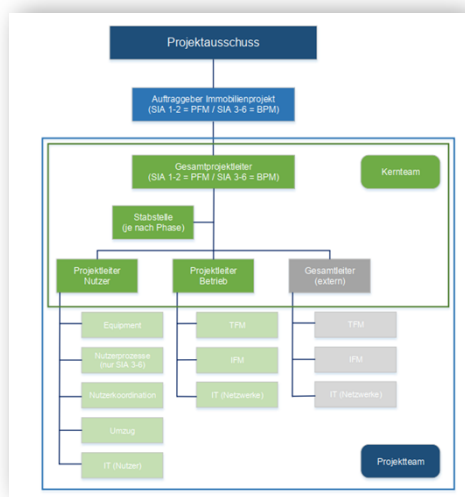 Projektausschuss
Auftraggeber Immobilienprojekt
(SIA 1-2 = PFM / SIA 3-6 = BPM)
Gesamtprojektleiter
(SIA 1-2 = PFM / SIA 3-6 = BPM)
Kernteam
Stabstelle
(je nach Phase)
Projektleiter
Nutzer
Projektleiter
Betrieb
Gesamtleiter
(extern)
Equipment
TFM
TFM
Nutzerprozesse
(nur SIA 3-6)
IFM
IFM
Nutzerkoordination
IT (Netzwerke)
IT (Netzwerke)
Umzug
IT (Nutzer)
Projektteam